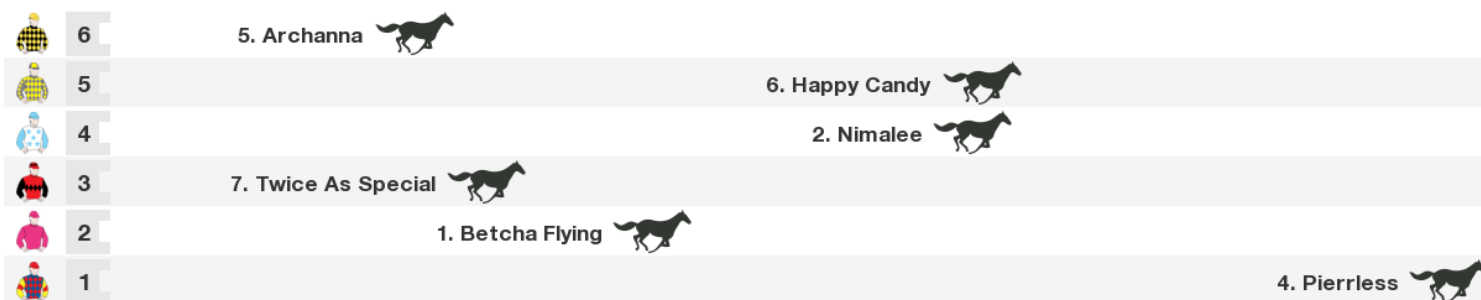 6 5. Archanna
5 6. Happy Candy
4 2. Nimalee
3 7. Twice As Special
2 1. Betcha Flying
1 4. Pierrless